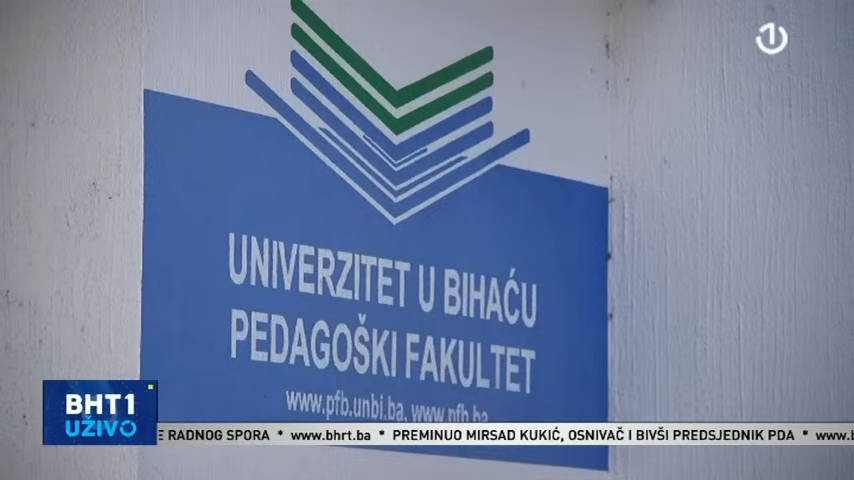 1
UNIVERZITET U BIHAĆU
PEDAGOŠKI FAKULTET
www.pfb.unbi.ba, www.pfb.ba
BHT1
UŽIVO
E RADNOG SPORA * www.bhrt.ba * PREMINUO MIRSAD KUKIĆ, OSNIVAČ I BIVŠI PREDSJEDNIK PDA * www.b